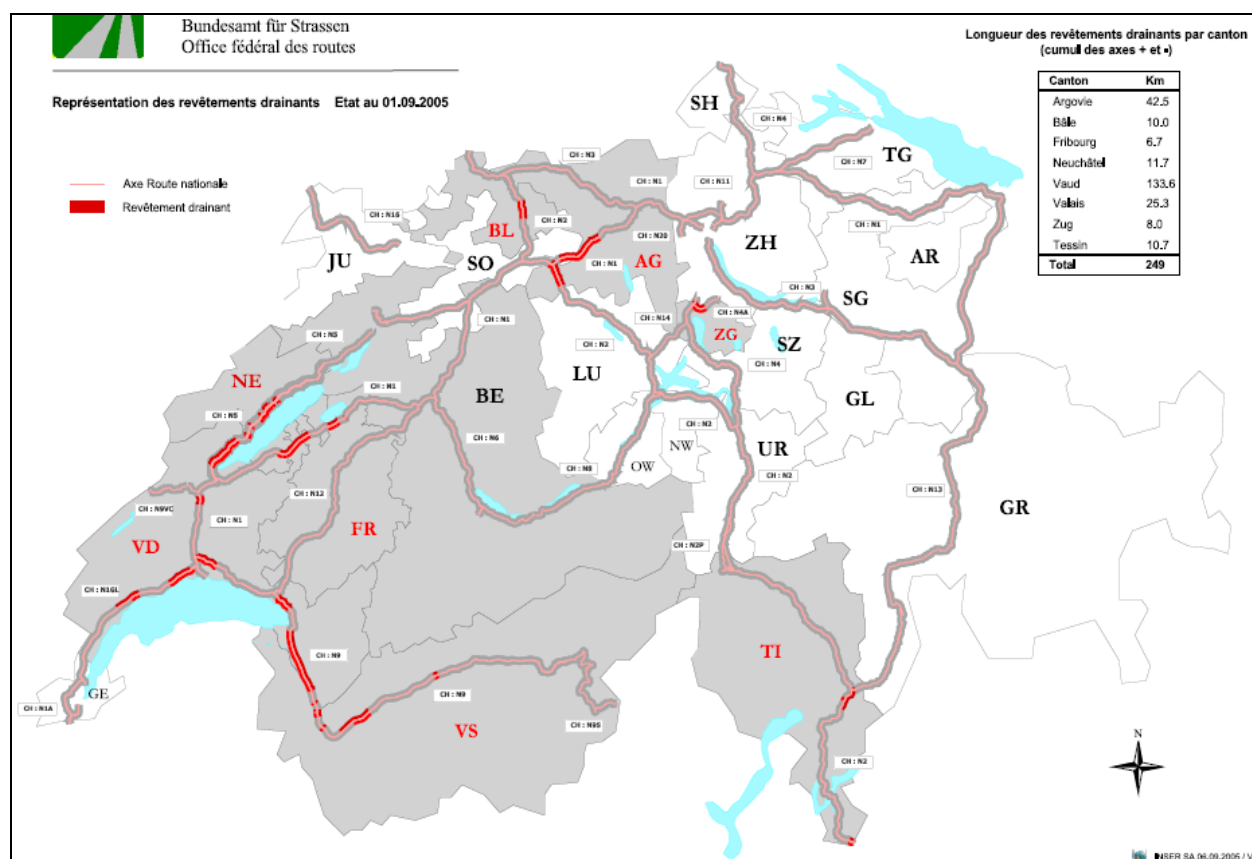 Bundesamt für Strassen
Office fédéral des routes
Longueur des revêtements drainants par canton
(cumul des axes + et -)
Représentation des revêtements drainants Etat au 01.09.2005
Canton Km
Argovie 42.5
Bâle 10.0
Fribourg 6.7
Neuchâtel 11.7
Vaud 133.6
Valais 25.3
Zug 8.0
Tessin 10.7
Total 249
Axe Route nationale
Revêtement drainant
SH
CH : N4
TG
CH : N3
CH : N7
CH : N1
CH : N11
CH : N16
CH : N2
BL
CH : N20
CH : N1
ZH
AR
JU
SO
CH : N1
AG
CH : N3
SG
CH : N1
CH : N14
CH : N4A
CH : N5
ZG
SZ
CH : N2
CH : N4
NE
LU
CH : N1
BE
GL
CH : N5
CH : N2
CH : N6
NW
UR
CH : N8
OW
CH : N2
CH : N12
CH : N13
CH : N9VC
CH : N1
GR
FR
VD
CH : N2P
CH : N16L
TI
CH : N9
GE
CH : N9
CH : N1A
VS
CH : N9S
N
CH : N2
INSER SA 06.09.2005 / V